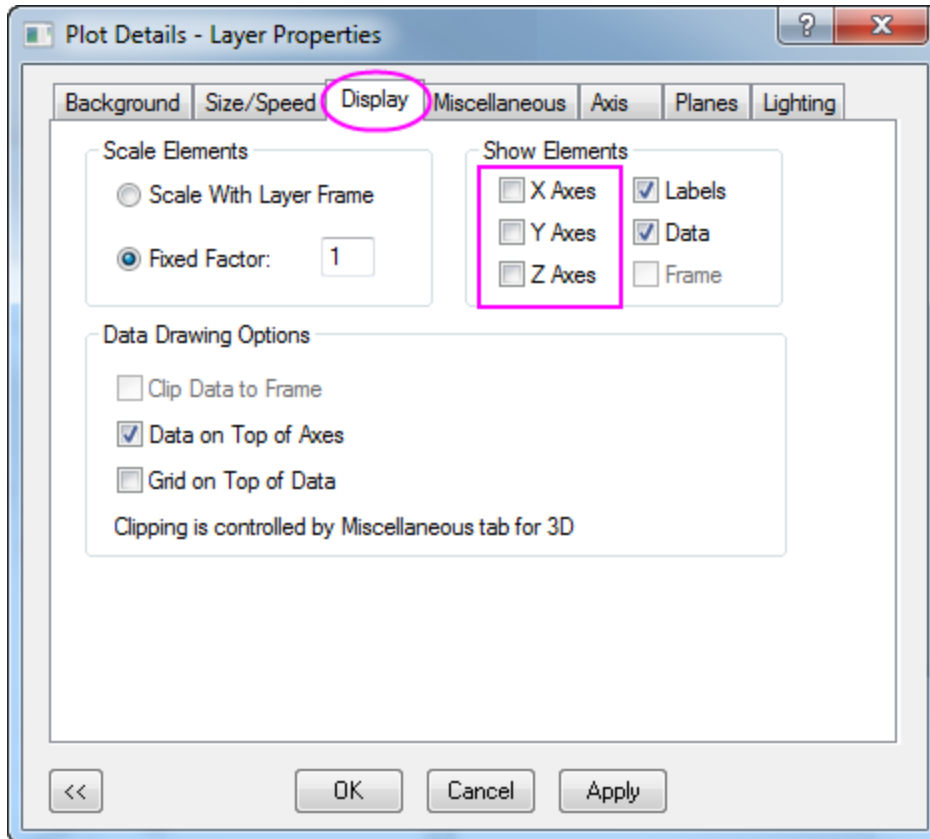 Plot Details - Layer Properties
?
Background Size/Speed Display Miscellaneous Axis Planes Lighting
Scale Elements Show Elements
Scale With Layer Frame X Axes Labels
Y Axes Data
Fixed Factor: 1
Z Axes Frame
Data Drawing Options
Clip Data to Frame
Data on Top of Axes
Grid on Top of Data
Clipping is controlled by Miscellaneous tab for 3D
<< OK Cancel Apply